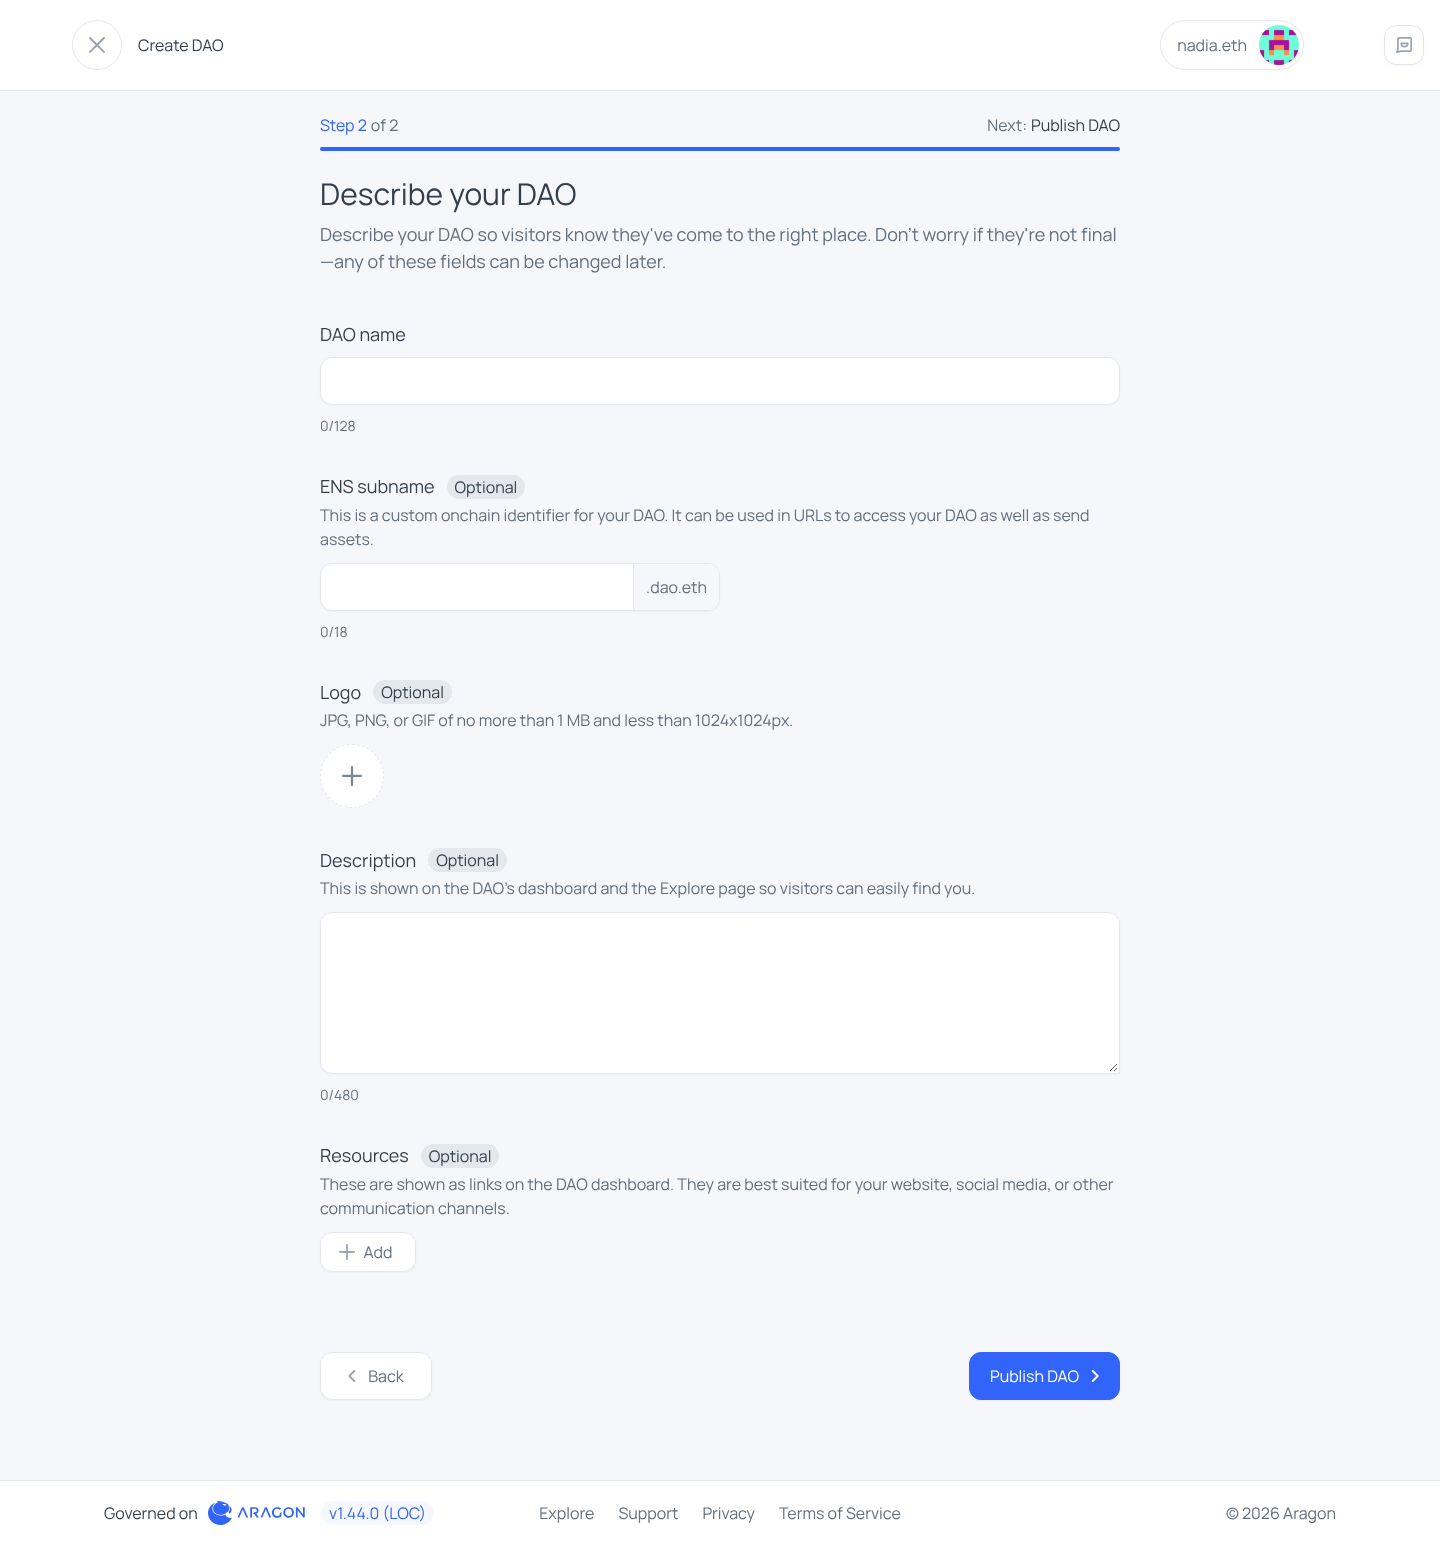 Create DAO
nadia.eth
Step 2 of 2
Next: Publish DAO
Describe your DAO
Describe your DAO so visitors know they've come to the right place. Don't worry if they're not final
—any of these fields can be changed later.
DAO name
0/128
ENS subname Optional
This is a custom onchain identifier for your DAO. It can be used in URLs to access your DAO as well as send
assets.
.dao.eth
0/18
Logo Optional
JPG, PNG, or GIF of no more than 1 MB and less than 1024x1024px.
Description Optional
This is shown on the DAO's dashboard and the Explore page so visitors can easily find you.
0/480
Resources Optional
These are shown as links on the DAO dashboard. They are best suited for your website, social media, or other
communication channels.
Add
Back
Publish DAO
Governed on ARAGON v1.44.0 (LOC) Explore Support Privacy Terms of Service © 2026 Aragon